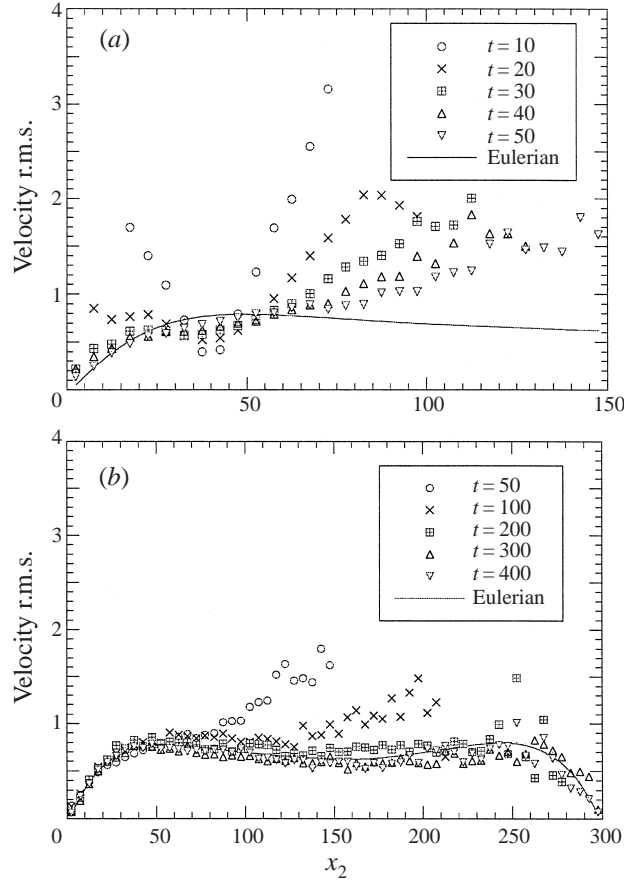 (a)
t = 10
t = 20
t = 30
t = 40
t = 50
Eulerian
Velocity r.m.s.
4
3
2
1
0
50
100
150
(b)
t = 50
t = 100
t = 200
t = 300
t = 400
Eulerian
Velocity r.m.s.
4
3
2
1
0
50
100
150
200
250
300
x2